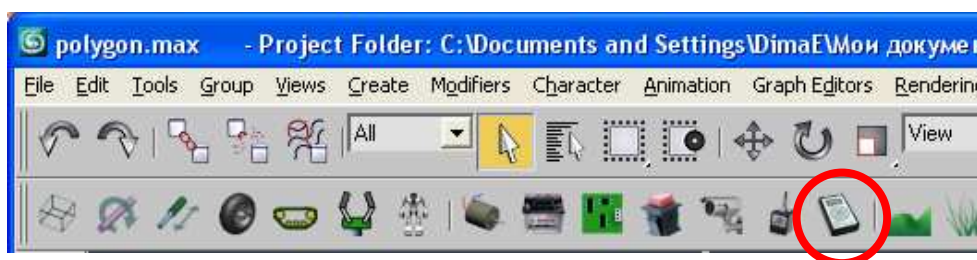 polygon.max - Project Folder: C:\Documents and Settings\DimaE\Мои докуме
File Edit Tools Group Views Create Modifiers Character Animation Graph Editors Rendering
All View